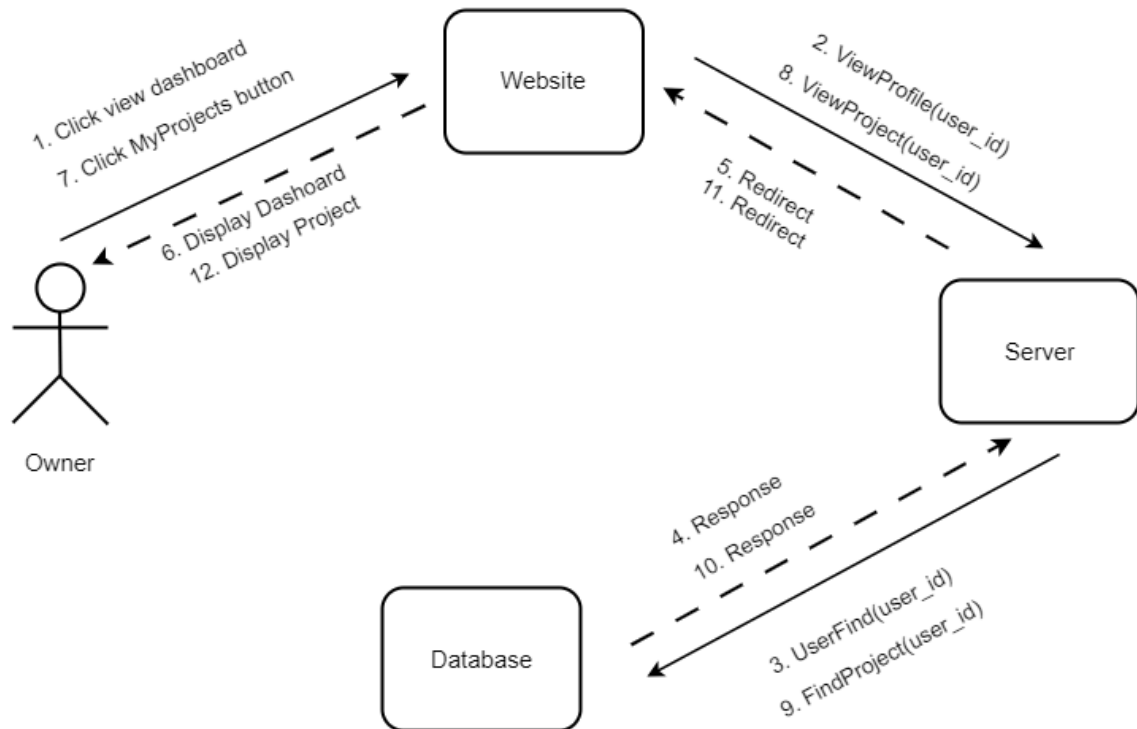 Website
1. Click view dashboard
7. Click MyProjects button
2. ViewProfile(user_id)
8. ViewProject(user_id)
5. Redirect
11. Redirect
6. Display Dashoard
12. Display Project
Server
Owner
4. Response
10. Response
3. UserFind(user_id)
9. FindProject(user_id)
Database